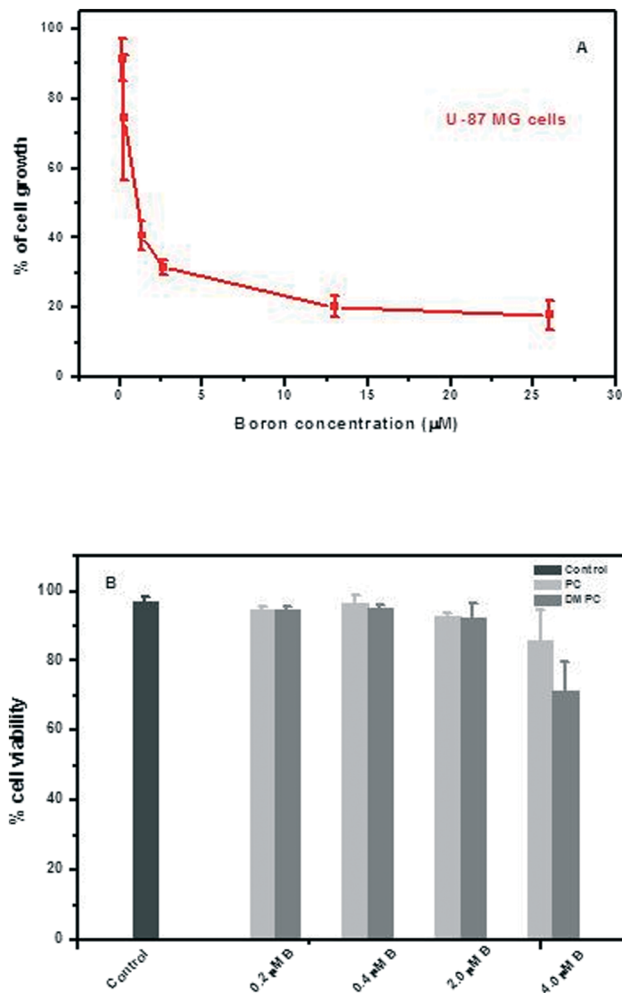 100
A
80
U-87 MG cells
60
40
20
0
% of cell growth
0 5 10 15 20 25 30
Boron concentration (µM)
B
Control
PC
DMPC
100
80
60
40
20
0
% cell viability
Control 0.2 µM B 0.4 µM B 2.0 µM B 4.0 µM B